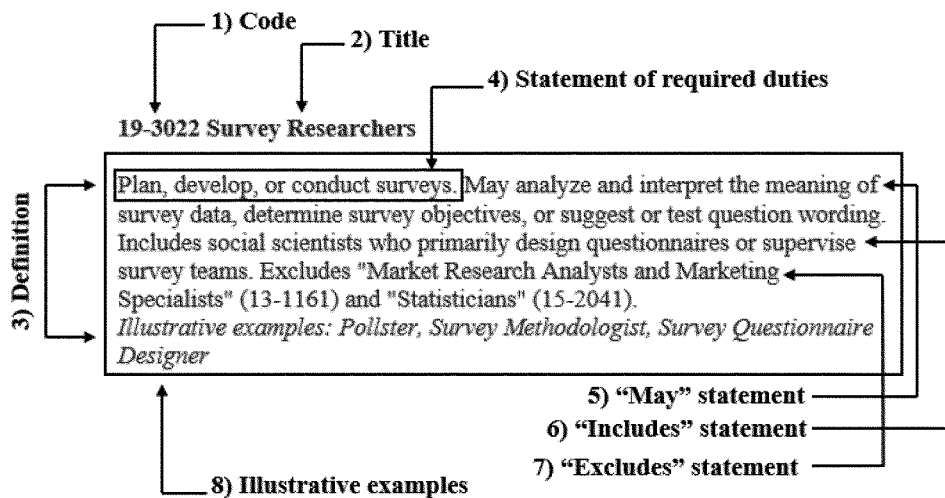 1) Code
2) Title
4) Statement of required duties
19-3022 Survey Researchers
Plan, develop, or conduct surveys. May analyze and interpret the meaning of
survey data, determine survey objectives, or suggest or test question wording.
Includes social scientists who primarily design questionnaires or supervise
survey teams. Excludes "Market Research Analysts and Marketing
Specialists" (13-1161) and "Statisticians" (15-2041).
Illustrative examples: Pollster, Survey Methodologist, Survey Questionnaire
Designer
3) Definition
5) “May” statement
6) “Includes” statement
7) “Excludes” statement
8) Illustrative examples